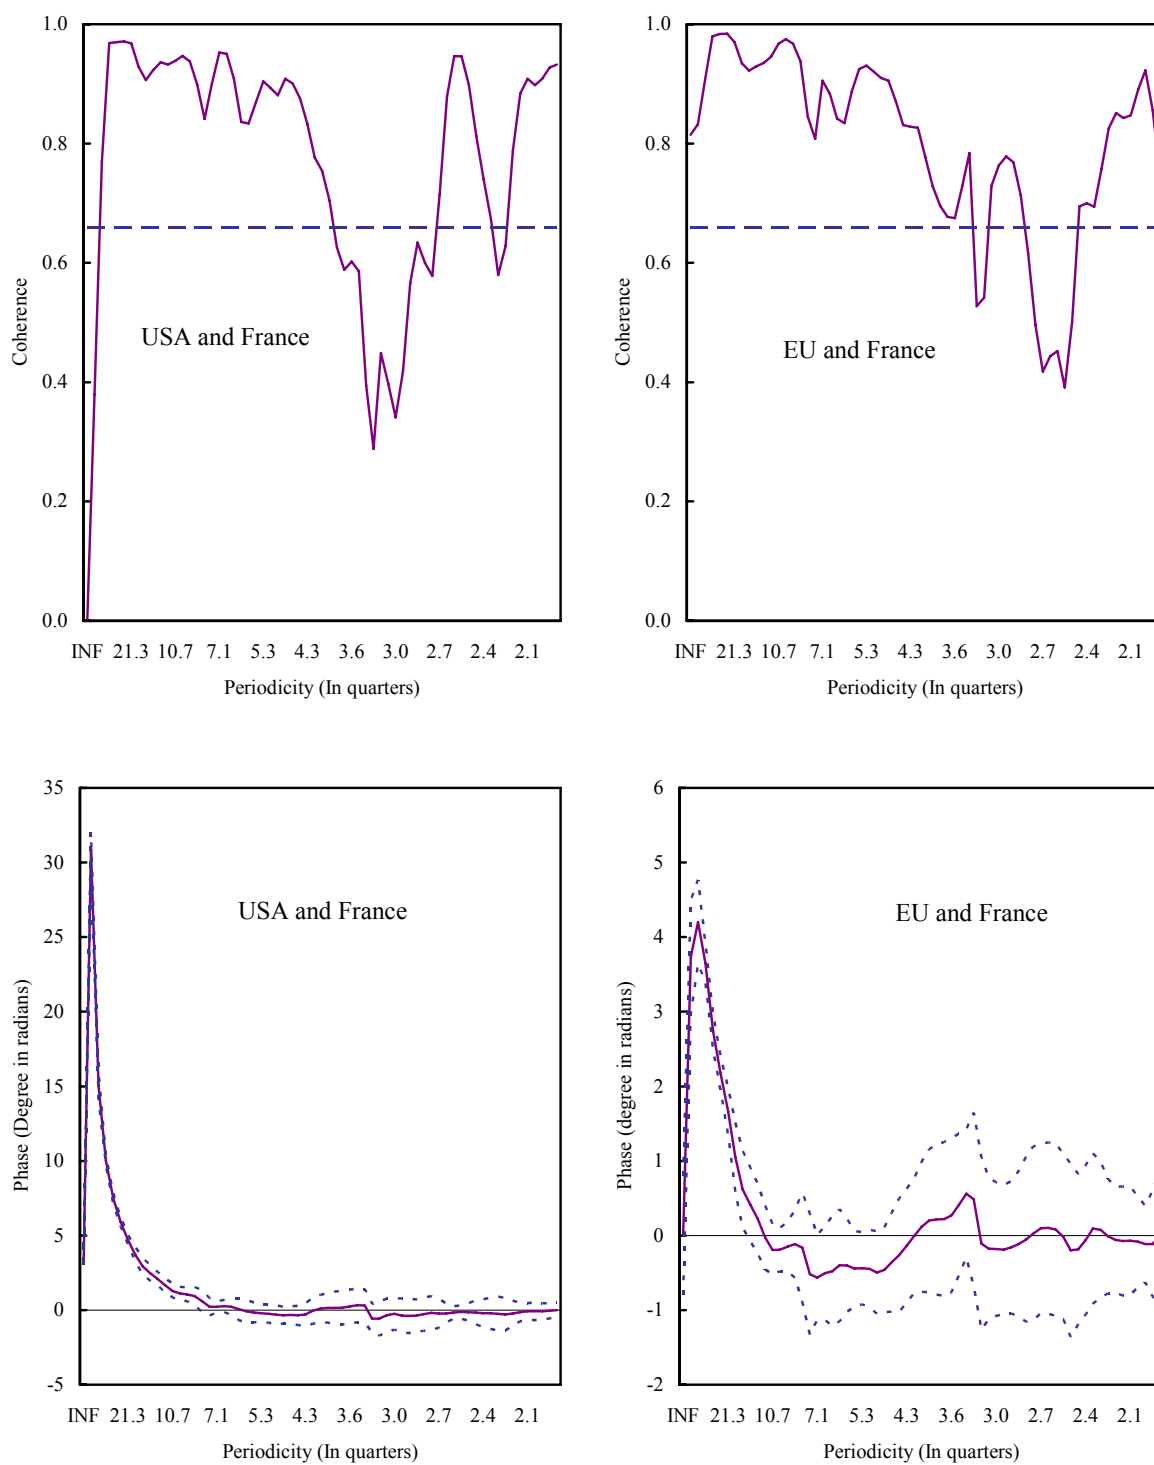 1.0
0.8
0.6
0.4
0.2
0.0
Coherence
USA and France
INF 21.3 10.7 7.1 5.3 4.3 3.6 3.0 2.7 2.4 2.1
Periodicity (In quarters)
1.0
0.8
0.6
0.4
0.2
0.0
Coherence
EU and France
INF 21.3 10.7 7.1 5.3 4.3 3.6 3.0 2.7 2.4 2.1
Periodicity (In quarters)
35
30
25
20
15
10
5
0
-5
Phase (Degree in radians)
USA and France
INF 21.3 10.7 7.1 5.3 4.3 3.6 3.0 2.7 2.4 2.1
Periodicity (In quarters)
6
5
4
3
2
1
0
-1
-2
Phase (degree in radians)
EU and France
INF 21.3 10.7 7.1 5.3 4.3 3.6 3.0 2.7 2.4 2.1
Periodicity (In quarters)